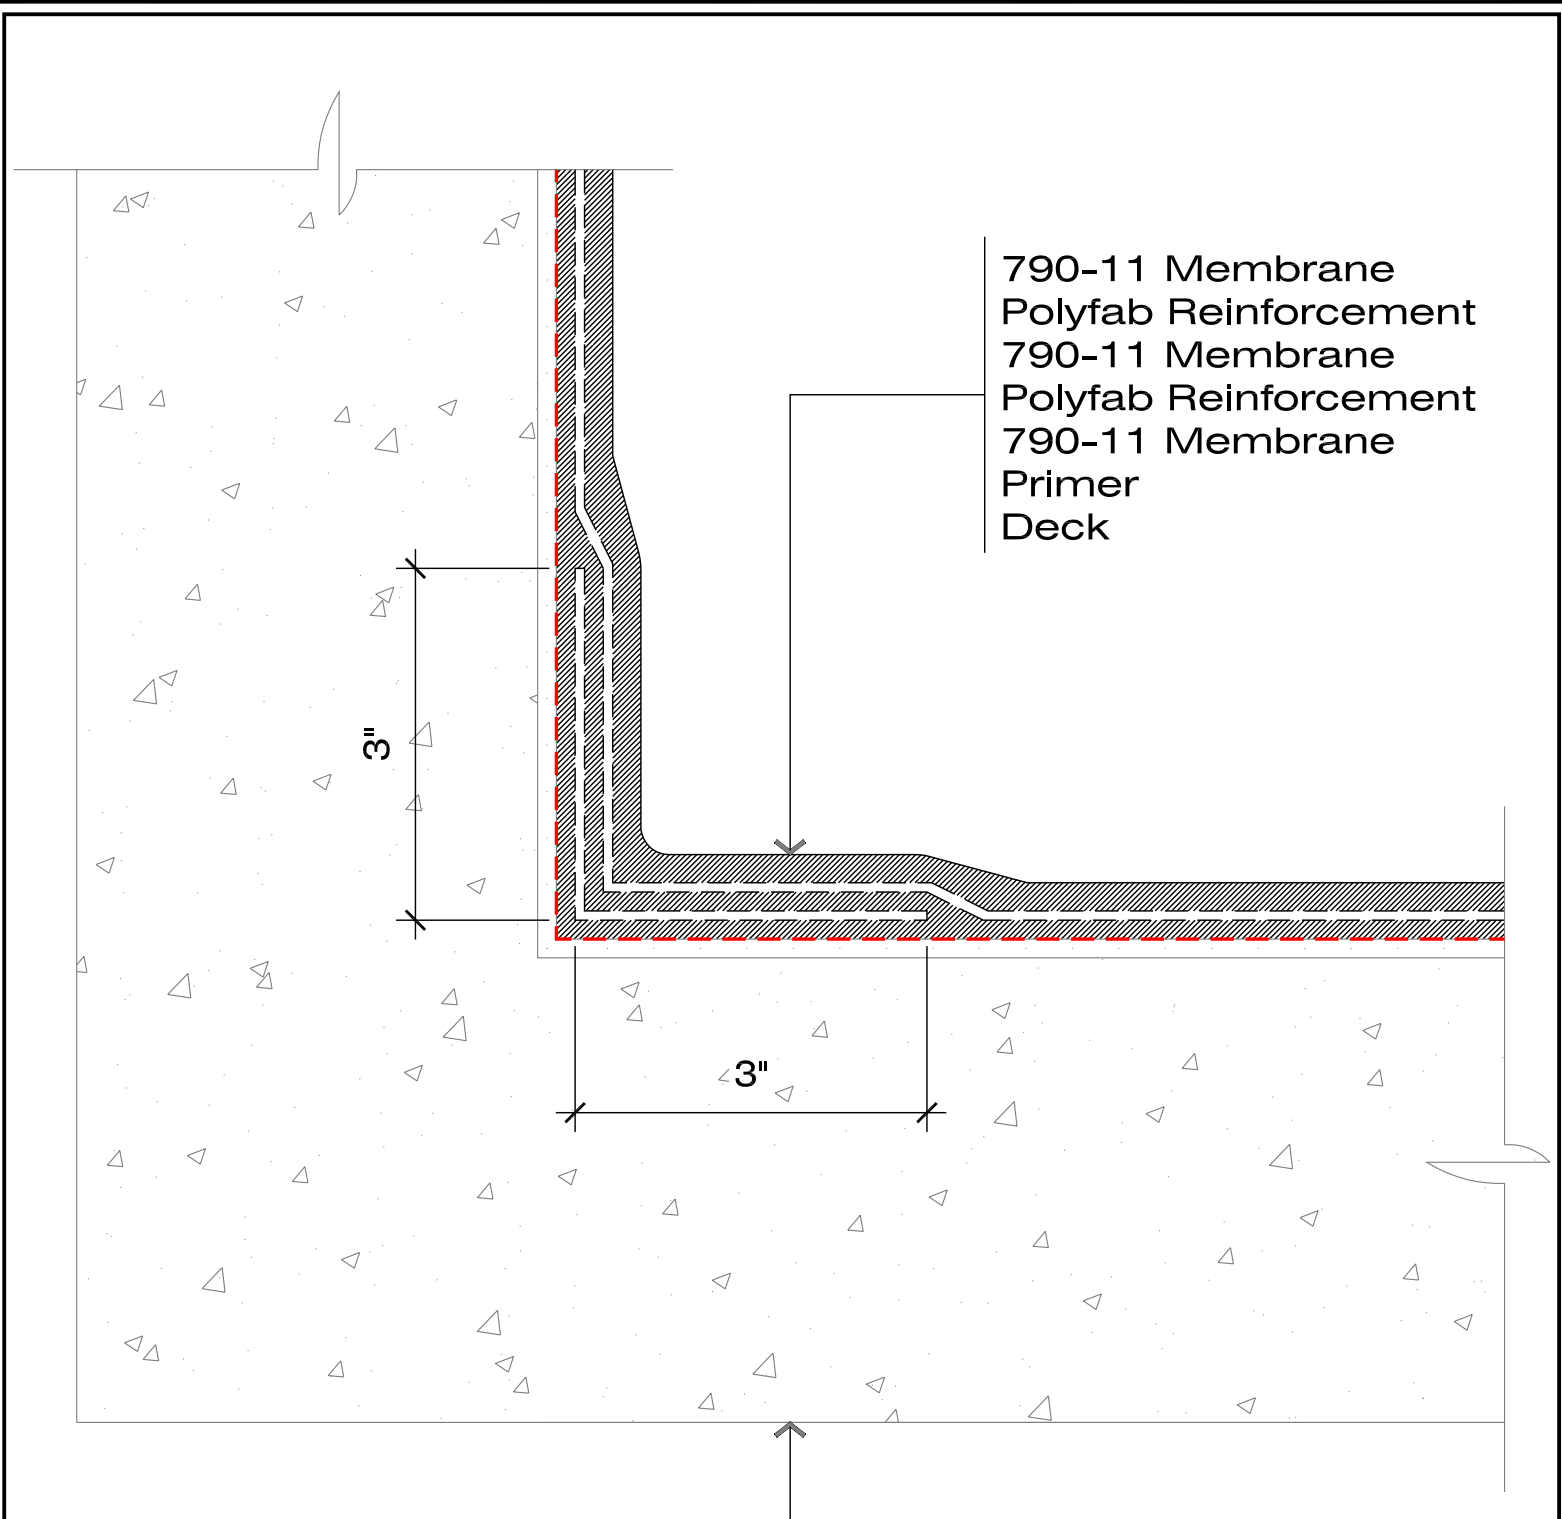 790-11 Membrane
Polyfab Reinforcement
790-11 Membrane
Polyfab Reinforcement
790-11 Membrane
Primer
Deck
3"
3"